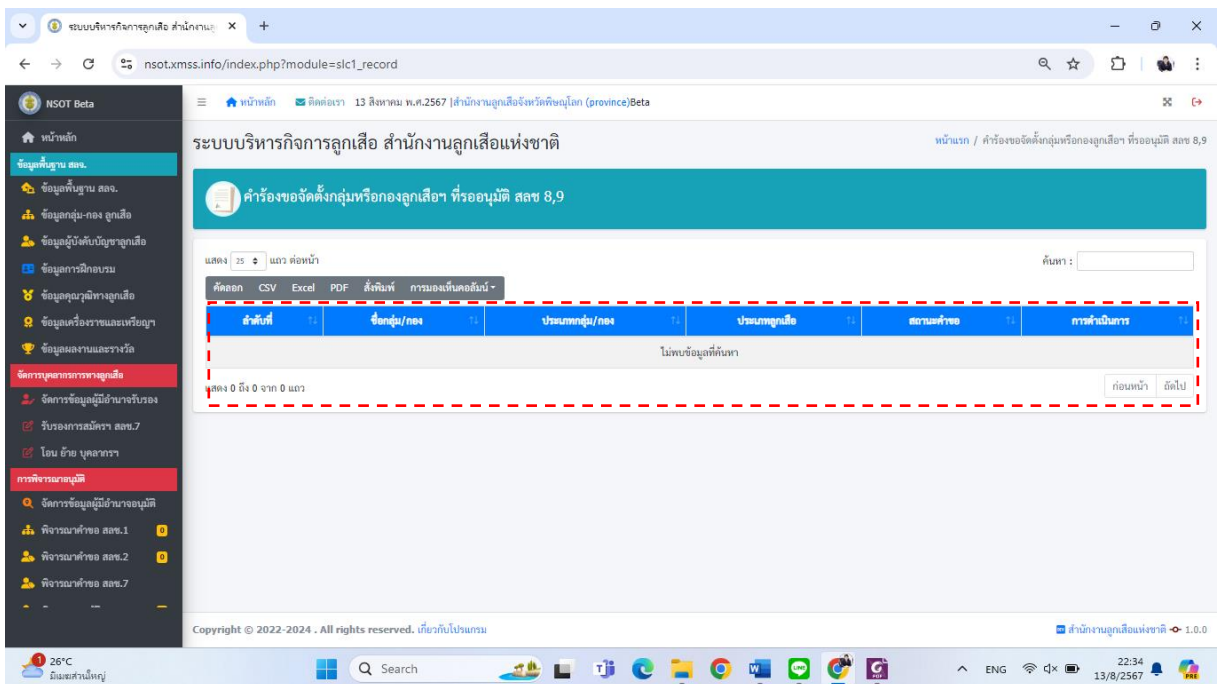 ระบบบริหารกิจการลูกเสือ สำนักงานลู
nsot.xmss.info/index.php?module=slc1_record
NSOT Beta
หน้าหลัก ติดต่อเรา 13 สิงหาคม พ.ศ.2567 |สำนักงานลูกเสือจังหวัดพิษณุโลก (province)Beta
หน้าหลัก
ระบบบริหารกิจการลูกเสือ สำนักงานลูกเสือแห่งชาติ
หน้าแรก / คำร้องขอจัดตั้งกลุ่มหรือกองลูกเสือฯ ที่รออนุมัติ สลช 8,9
ข้อมูลพื้นฐาน สลจ.
ข้อมูลพื้นฐาน สลจ.
ข้อมูลกลุ่ม-กอง ลูกเสือ
ข้อมูลผู้บังคับบัญชาลูกเสือ
ข้อมูลการฝึกอบรม
ข้อมูลคุณวุฒิทางลูกเสือ
ข้อมูลเครื่องราชและเหรียญฯ
ข้อมูลผลงานและรางวัล
จัดการบุคลากรทางลูกเสือ
จัดการข้อมูลผู้มีอำนาจรับรอง
รับรองการสมัครฯ สลช.7
โอน ย้าย บุคลากรฯ
การพิจารณาอนุมัติ
จัดการข้อมูลผู้มีอำนาจอนุมัติ
พิจารณาคำขอ สลช.1 0
พิจารณาคำขอ สลช.2 0
พิจารณาคำขอ สลช.7
คำร้องขอจัดตั้งกลุ่มหรือกองลูกเสือฯ ที่รออนุมัติ สลช 8,9
แสดง 25 แถว ต่อหน้า
ค้นหา :
คัดลอก CSV Excel PDF สั่งพิมพ์ การมองเห็นคอลัมน์
ลำดับที่ ชื่อกลุ่ม/กอง ประเภทกลุ่ม/กอง ประเภทลูกเสือ สถานะคำขอ การดำเนินการ
ไม่พบข้อมูลที่ค้นหา
แสดง 0 ถึง 0 จาก 0 แถว
ก่อนหน้า ถัดไป
Copyright © 2022-2024 . All rights reserved. เกี่ยวกับโปรแกรม
สำนักงานลูกเสือแห่งชาติ 1.0.0
1 26°C
มีเมฆส่วนใหญ่
Search
ENG
22:34
13/8/2567